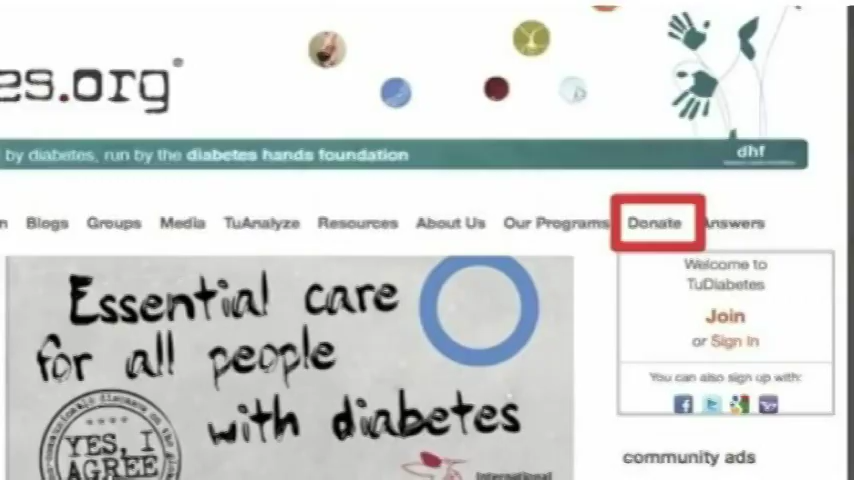 es.org
by diabetes, run by the diabetes hands foundation
dhf
n Blogs Groups Media TuAnalyze Resources About Us Our Programs Donate Answers
Welcome to
TuDiabetes
Join
or Sign In
You can also sign up with:
Essential care
for all people
with diabetes
YES, I
AGREE
International
community ads